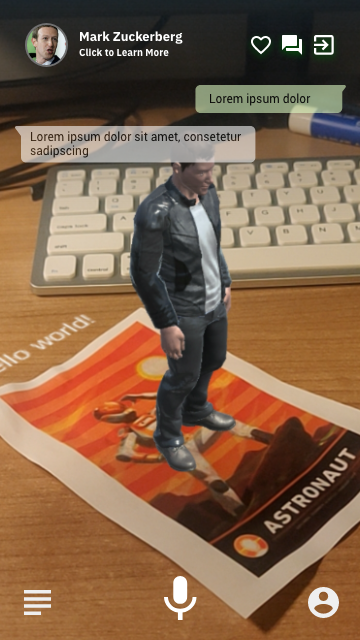 Mark Zuckerberg
Click to Learn More
Lorem ipsum dolor
Lorem ipsum dolor sit amet, consetetur
sadipscing
ello world!
ASTRONAUT